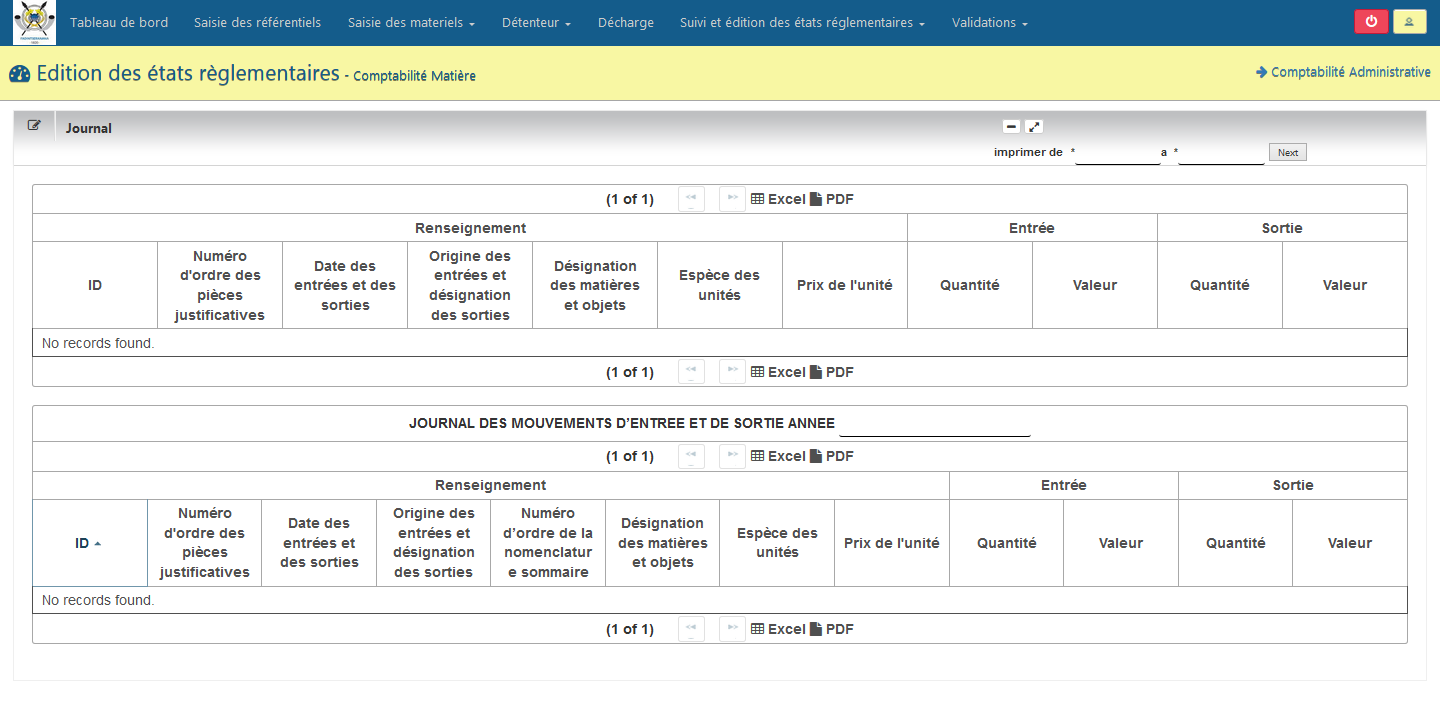 Tableau de bord Saisie des référentiels Saisie des materiels Détenteur Décharge Suivi et édition des états réglementaires Validations
Edition des états règlementaires - Comptabilité Matière
Comptabilité Administrative
Journal
imprimer de * a * Next
(1 of 1) Excel PDF
Renseignement Entrée Sortie
ID
Numéro
d'ordre des
pièces
justificatives
Date des
entrées et des
sorties
Origine des
entrées et
désignation
des sorties
Désignation
des matières
et objets
Espèce des
unités
Prix de l'unité
Quantité
Valeur
Quantité
Valeur
No records found.
(1 of 1) Excel PDF
JOURNAL DES MOUVEMENTS D’ENTREE ET DE SORTIE ANNEE
(1 of 1) Excel PDF
Renseignement Entrée Sortie
ID
Numéro
d'ordre des
pièces
justificatives
Date des
entrées et
des sorties
Origine des
entrées et
désignation
des sorties
Numéro
d’ordre de la
nomenclatur
e sommaire
Désignation
des matières
et objets
Espèce des
unités
Prix de l'unité
Quantité
Valeur
Quantité
Valeur
No records found.
(1 of 1) Excel PDF